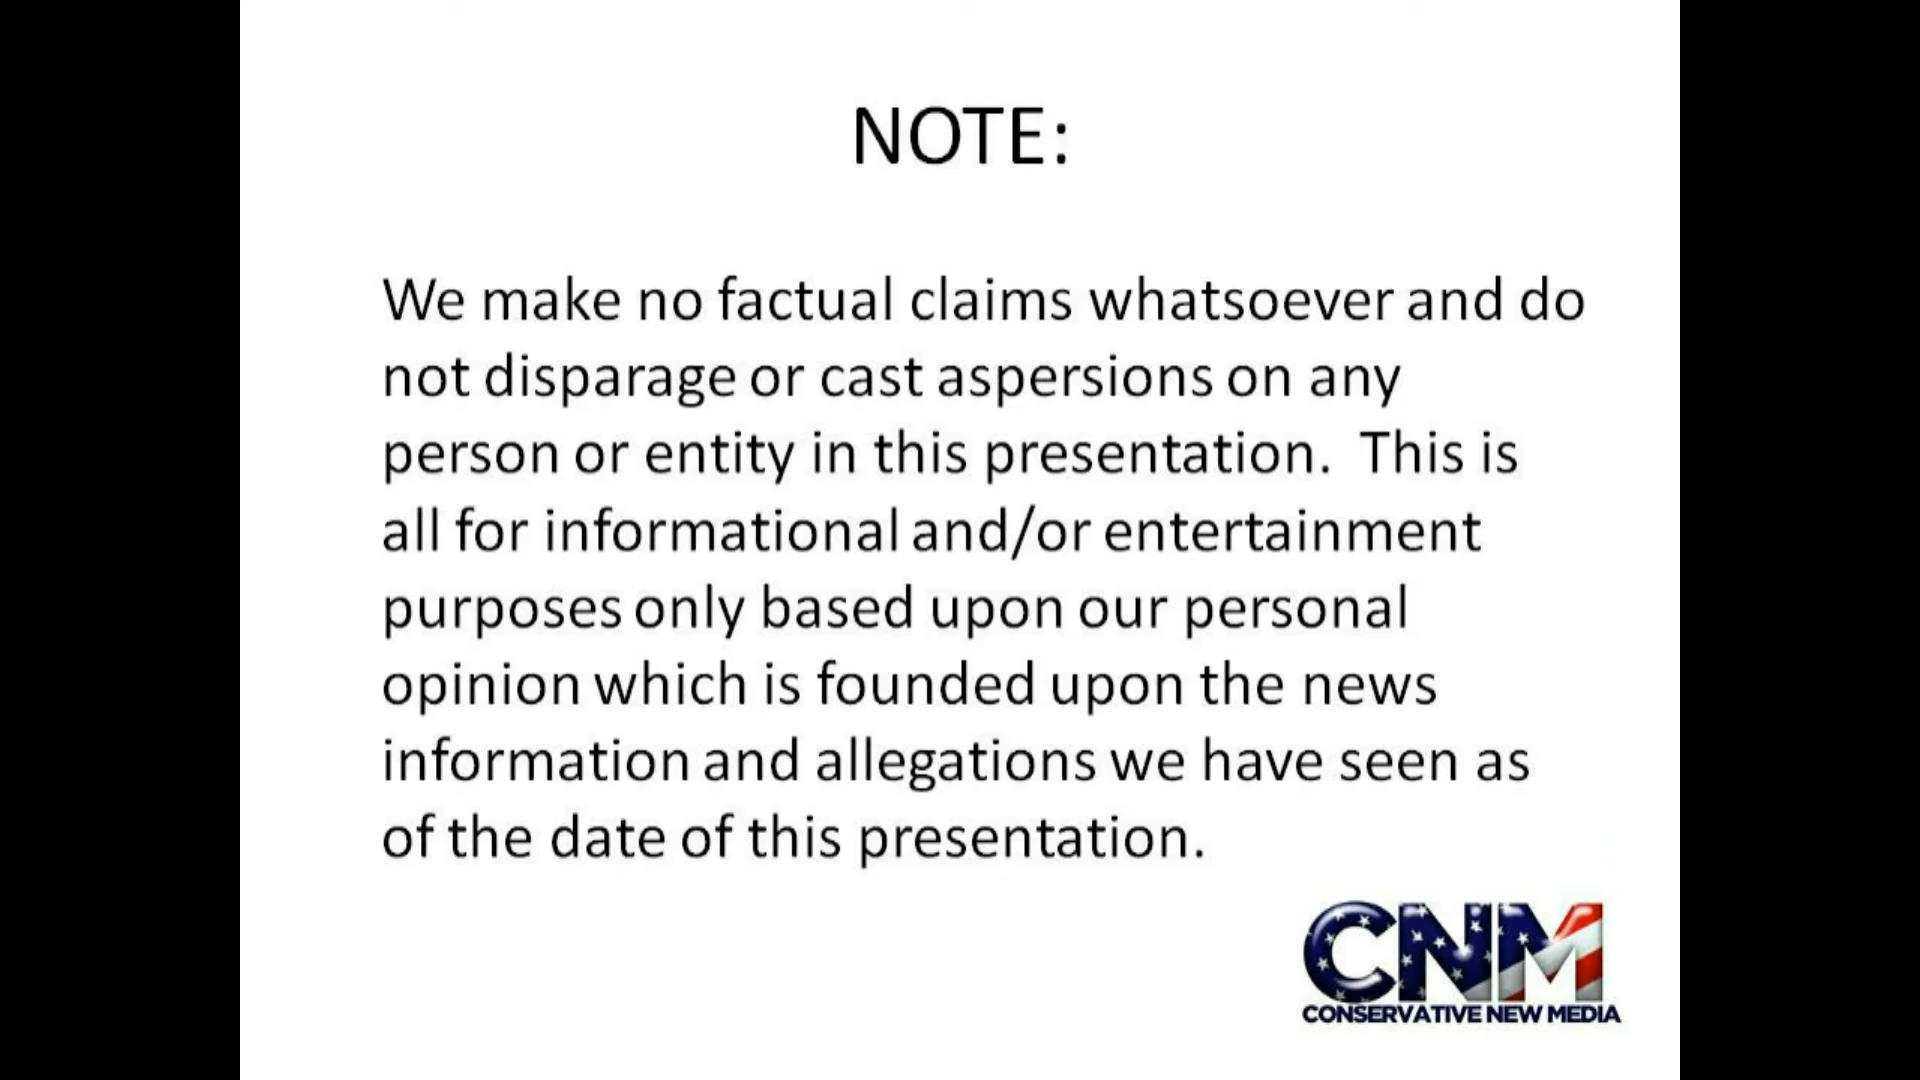 NOTE:
We make no factual claims whatsoever and do
not disparage or cast aspersions on any
person or entity in this presentation.  This is
all for informational and/or entertainment
purposes only based upon our personal
opinion which is founded upon the news
information and allegations we have seen as
of the date of this presentation.
CNM
CONSERVATIVE NEW MEDIA